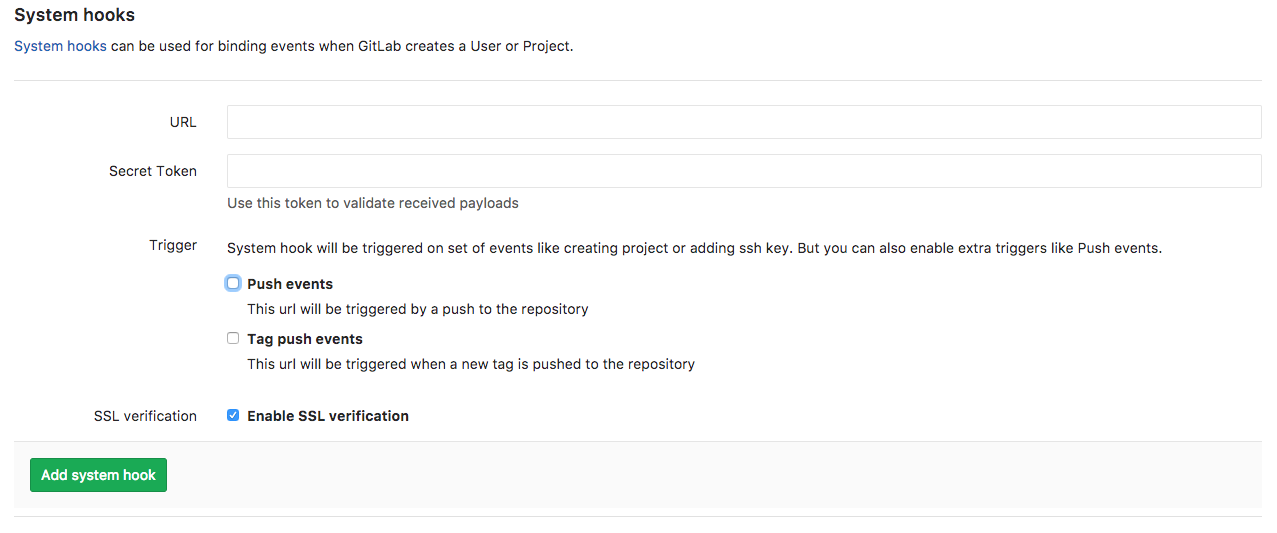 System hooks
System hooks can be used for binding events when GitLab creates a User or Project.
URL
Secret Token
Use this token to validate received payloads
Trigger
System hook will be triggered on set of events like creating project or adding ssh key. But you can also enable extra triggers like Push events.
Push events
This url will be triggered by a push to the repository
Tag push events
This url will be triggered when a new tag is pushed to the repository
SSL verification
Enable SSL verification
Add system hook